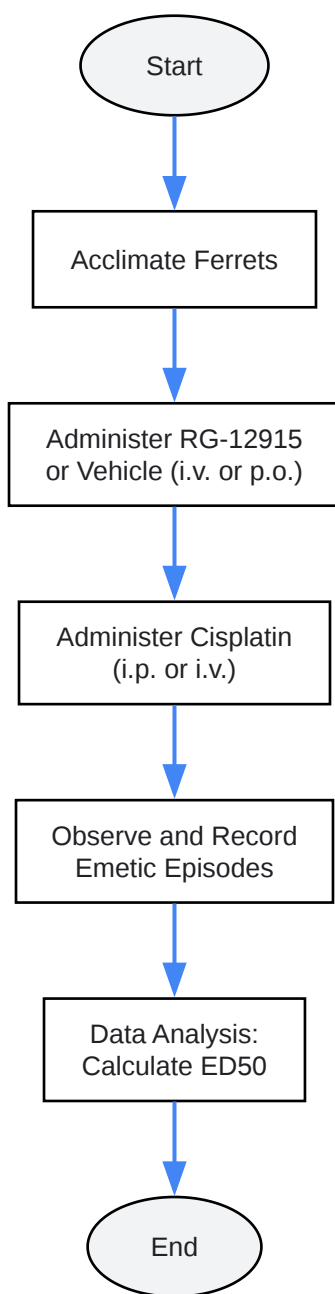 Start
Acclimate Ferrets
Administer RG-12915
or Vehicle (i.v. or p.o.)
Administer Cisplatin
(i.p. or i.v.)
Observe and Record
Emetic Episodes
Data Analysis:
Calculate ED50
End